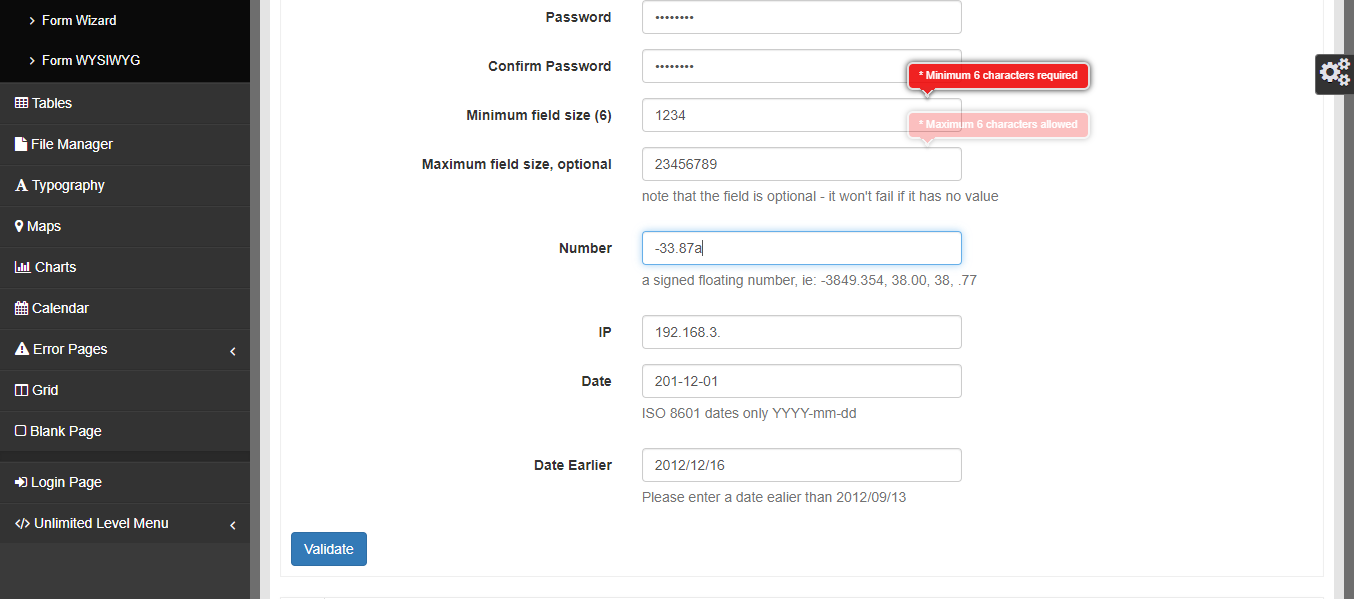 Form Wizard
Form WYSIWYG
Tables
File Manager
Typography
Maps
Charts
Calendar
Error Pages
Grid
Blank Page
Login Page
Unlimited Level Menu
Password ••••••••
Confirm Password ••••••••
* Minimum 6 characters required
Minimum field size (6) 1234
* Maximum 6 characters allowed
Maximum field size, optional 23456789
note that the field is optional - it won't fail if it has no value
Number -33.87a
a signed floating number, ie: -3849.354, 38.00, 38, .77
IP 192.168.3.
Date 201-12-01
ISO 8601 dates only YYYY-mm-dd
Date Earlier 2012/12/16
Please enter a date ealier than 2012/09/13
Validate